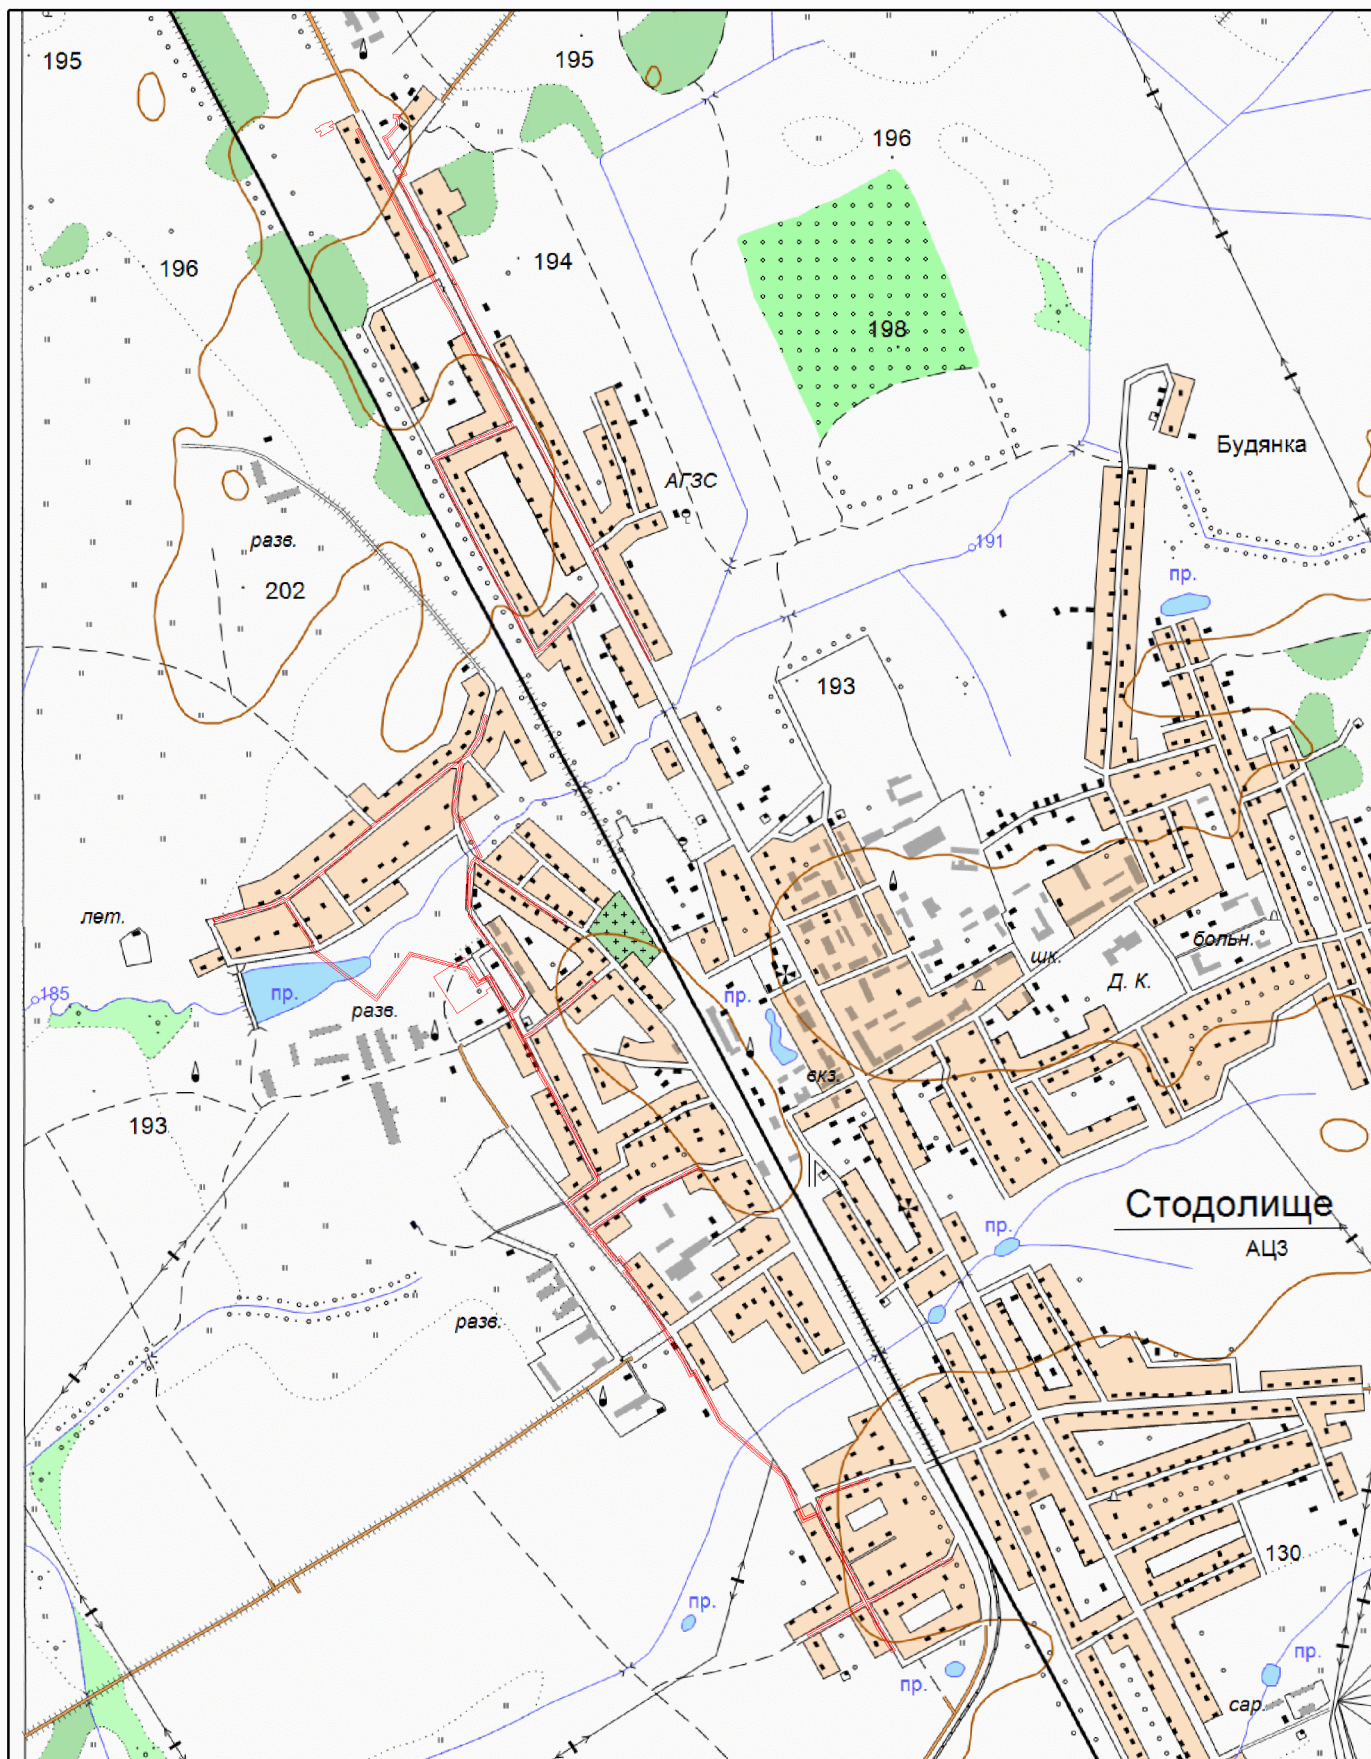 195
195
196
196
194
198
Будянка
АГЗС
разв.
191
202
пр.
193
лет.
больн.
шк.
Д. К.
185
пр.
пр.
разв.
вкз.
193
Стодолище
пр.
АЦЗ
разв.
130
пр.
пр.
пр.
сар.